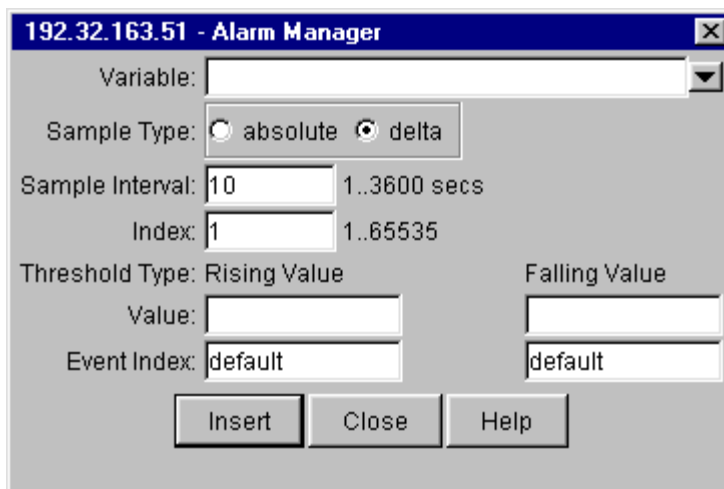 192.32.163.51 - Alarm Manager
Variable:
Sample Type: absolute delta
Sample Interval: 10 1..3600 secs
Index: 1 1..65535
Threshold Type: Rising Value Falling Value
Value:
Event Index: default default
Insert Close Help